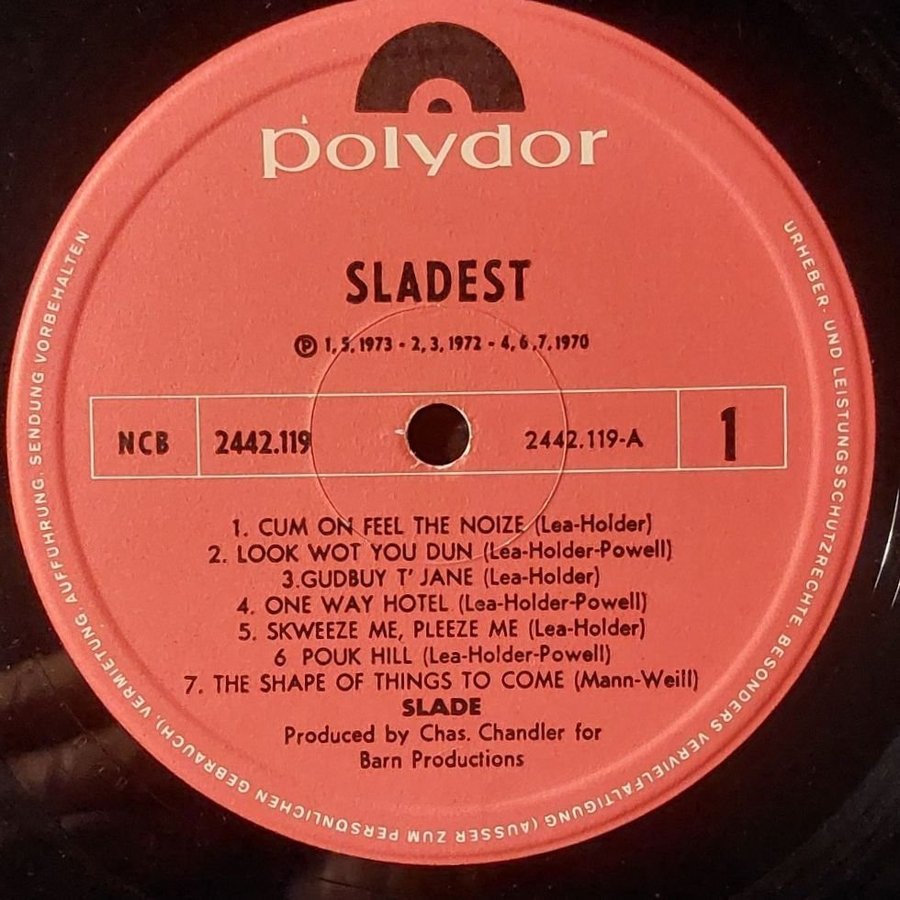 polydor
SLADEST
Ⓟ 1, 5, 1973 - 2, 3, 1972 - 4, 6, 7, 1970
NCB
2442.119
2442.119-A
1
1. CUM ON FEEL THE NOIZE (Lea-Holder)
2. LOOK WOT YOU DUN (Lea-Holder-Powell)
3.GUDBUY T' JANE (Lea-Holder)
4. ONE WAY HOTEL (Lea-Holder-Powell)
5. SKWEEZE ME, PLEEZE ME (Lea-Holder)
6 POUK HILL (Lea-Holder-Powell)
7. THE SHAPE OF THINGS TO COME (Mann-Weill)
SLADE
Produced by Chas. Chandler for
Barn Productions
URHEBER- UND LEISTUNGSSCHUTZRECHTE, BESONDERS VERVIELFÄLTIGUNG (AUSSER ZUM PERSÖNLICHEN GEBRAUCH), VERMIETUNG, AUFFÜHRUNG, SENDUNG VORBEHALTEN